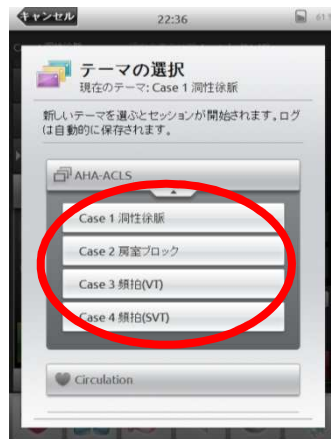 キャンセル
22:36
61
テーマの選択
現在のテーマ: Case 1 洞性徐脈
新しいテーマを選ぶとセッションが開始されます。ログ
は自動的に保存されます。
AHA-ACLS
Case 1 洞性徐脈
Case 2 房室ブロック
Case 3 頻拍(VT)
Case 4 頻拍(SVT)
Circulation